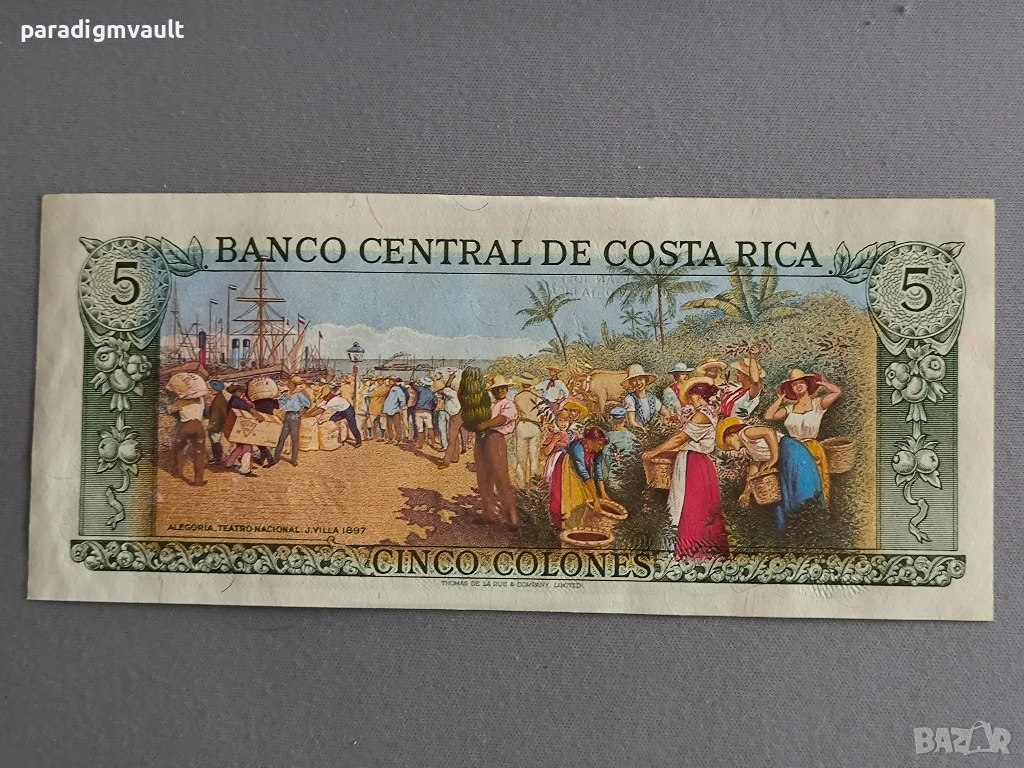 paradigmvault
BANCO CENTRAL DE COSTA RICA
5
5
ALEGORIA, TEATRO NACIONAL. J. VILLA 1897
CINCO COLONES
THOMAS DE LA RUE & COMPANY, LIMITED.
BAZAR